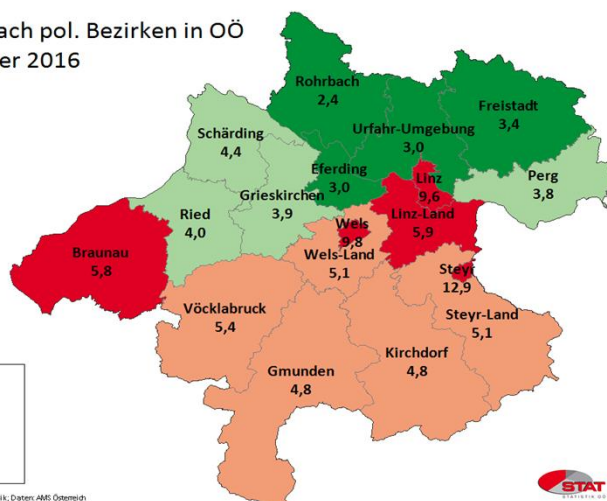 ach pol. Bezirken in OÖ
er 2016
Rohrbach
2,4
Freistadt
3,4
Urfahr-Umgebung
3,0
Schärding
4,4
Eferding
3,0
Linz
9,6
Perg
3,8
Grieskirchen
3,9
Ried
4,0
Linz-Land
5,9
Wels
9,8
Braunau
5,8
Wels-Land
5,1
Steyr
12,9
Vöcklabruck
5,4
Steyr-Land
5,1
Kirchdorf
4,8
Gmunden
4,8
ik; Daten: AMS Österreich
STAT
STATISTIK OÖ